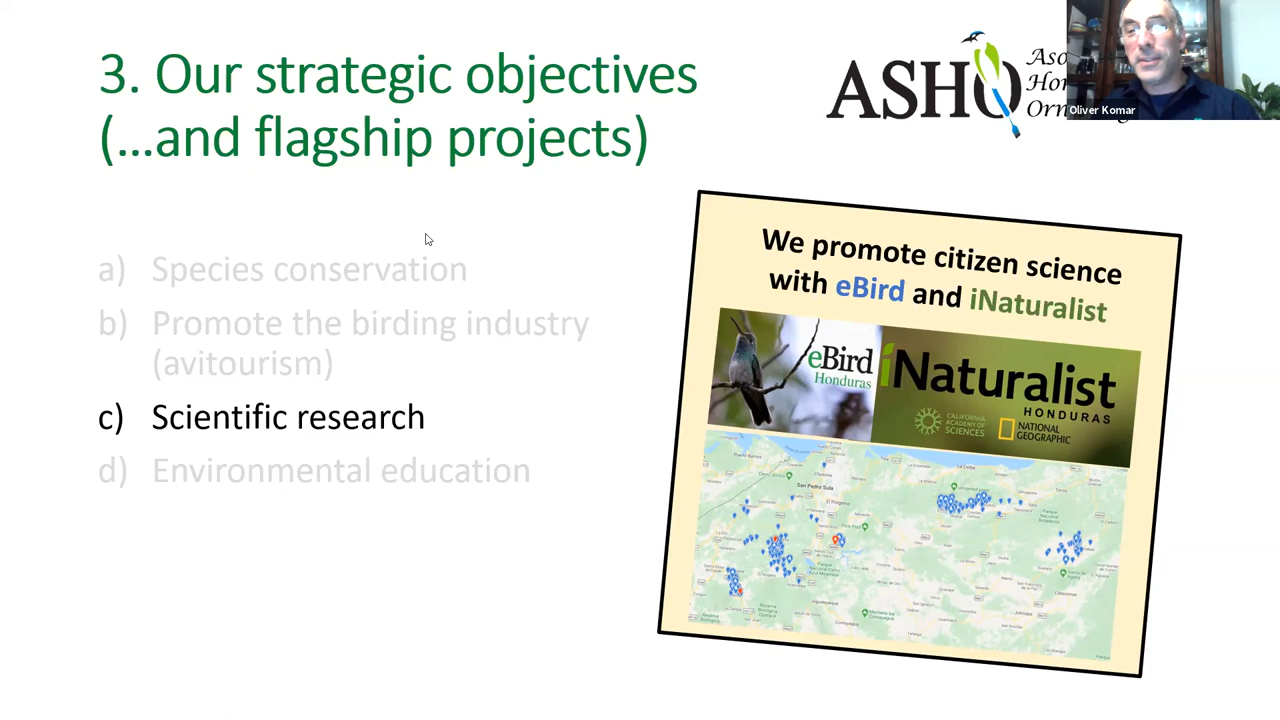 3. Our strategic objectives
(...and flagship projects)
ASHO
Oliver Komar
a) Species conservation
b) Promote the birding industry
(avitourism)
c) Scientific research
d) Environmental education
We promote citizen science
with eBird and iNaturalist
eBird
Honduras
iNaturalist
HONDURAS
CALIFORNIA
ACADEMY OF
SCIENCES
NATIONAL
GEOGRAPHIC
San Pedro Sula
El Progreso
La Ceiba